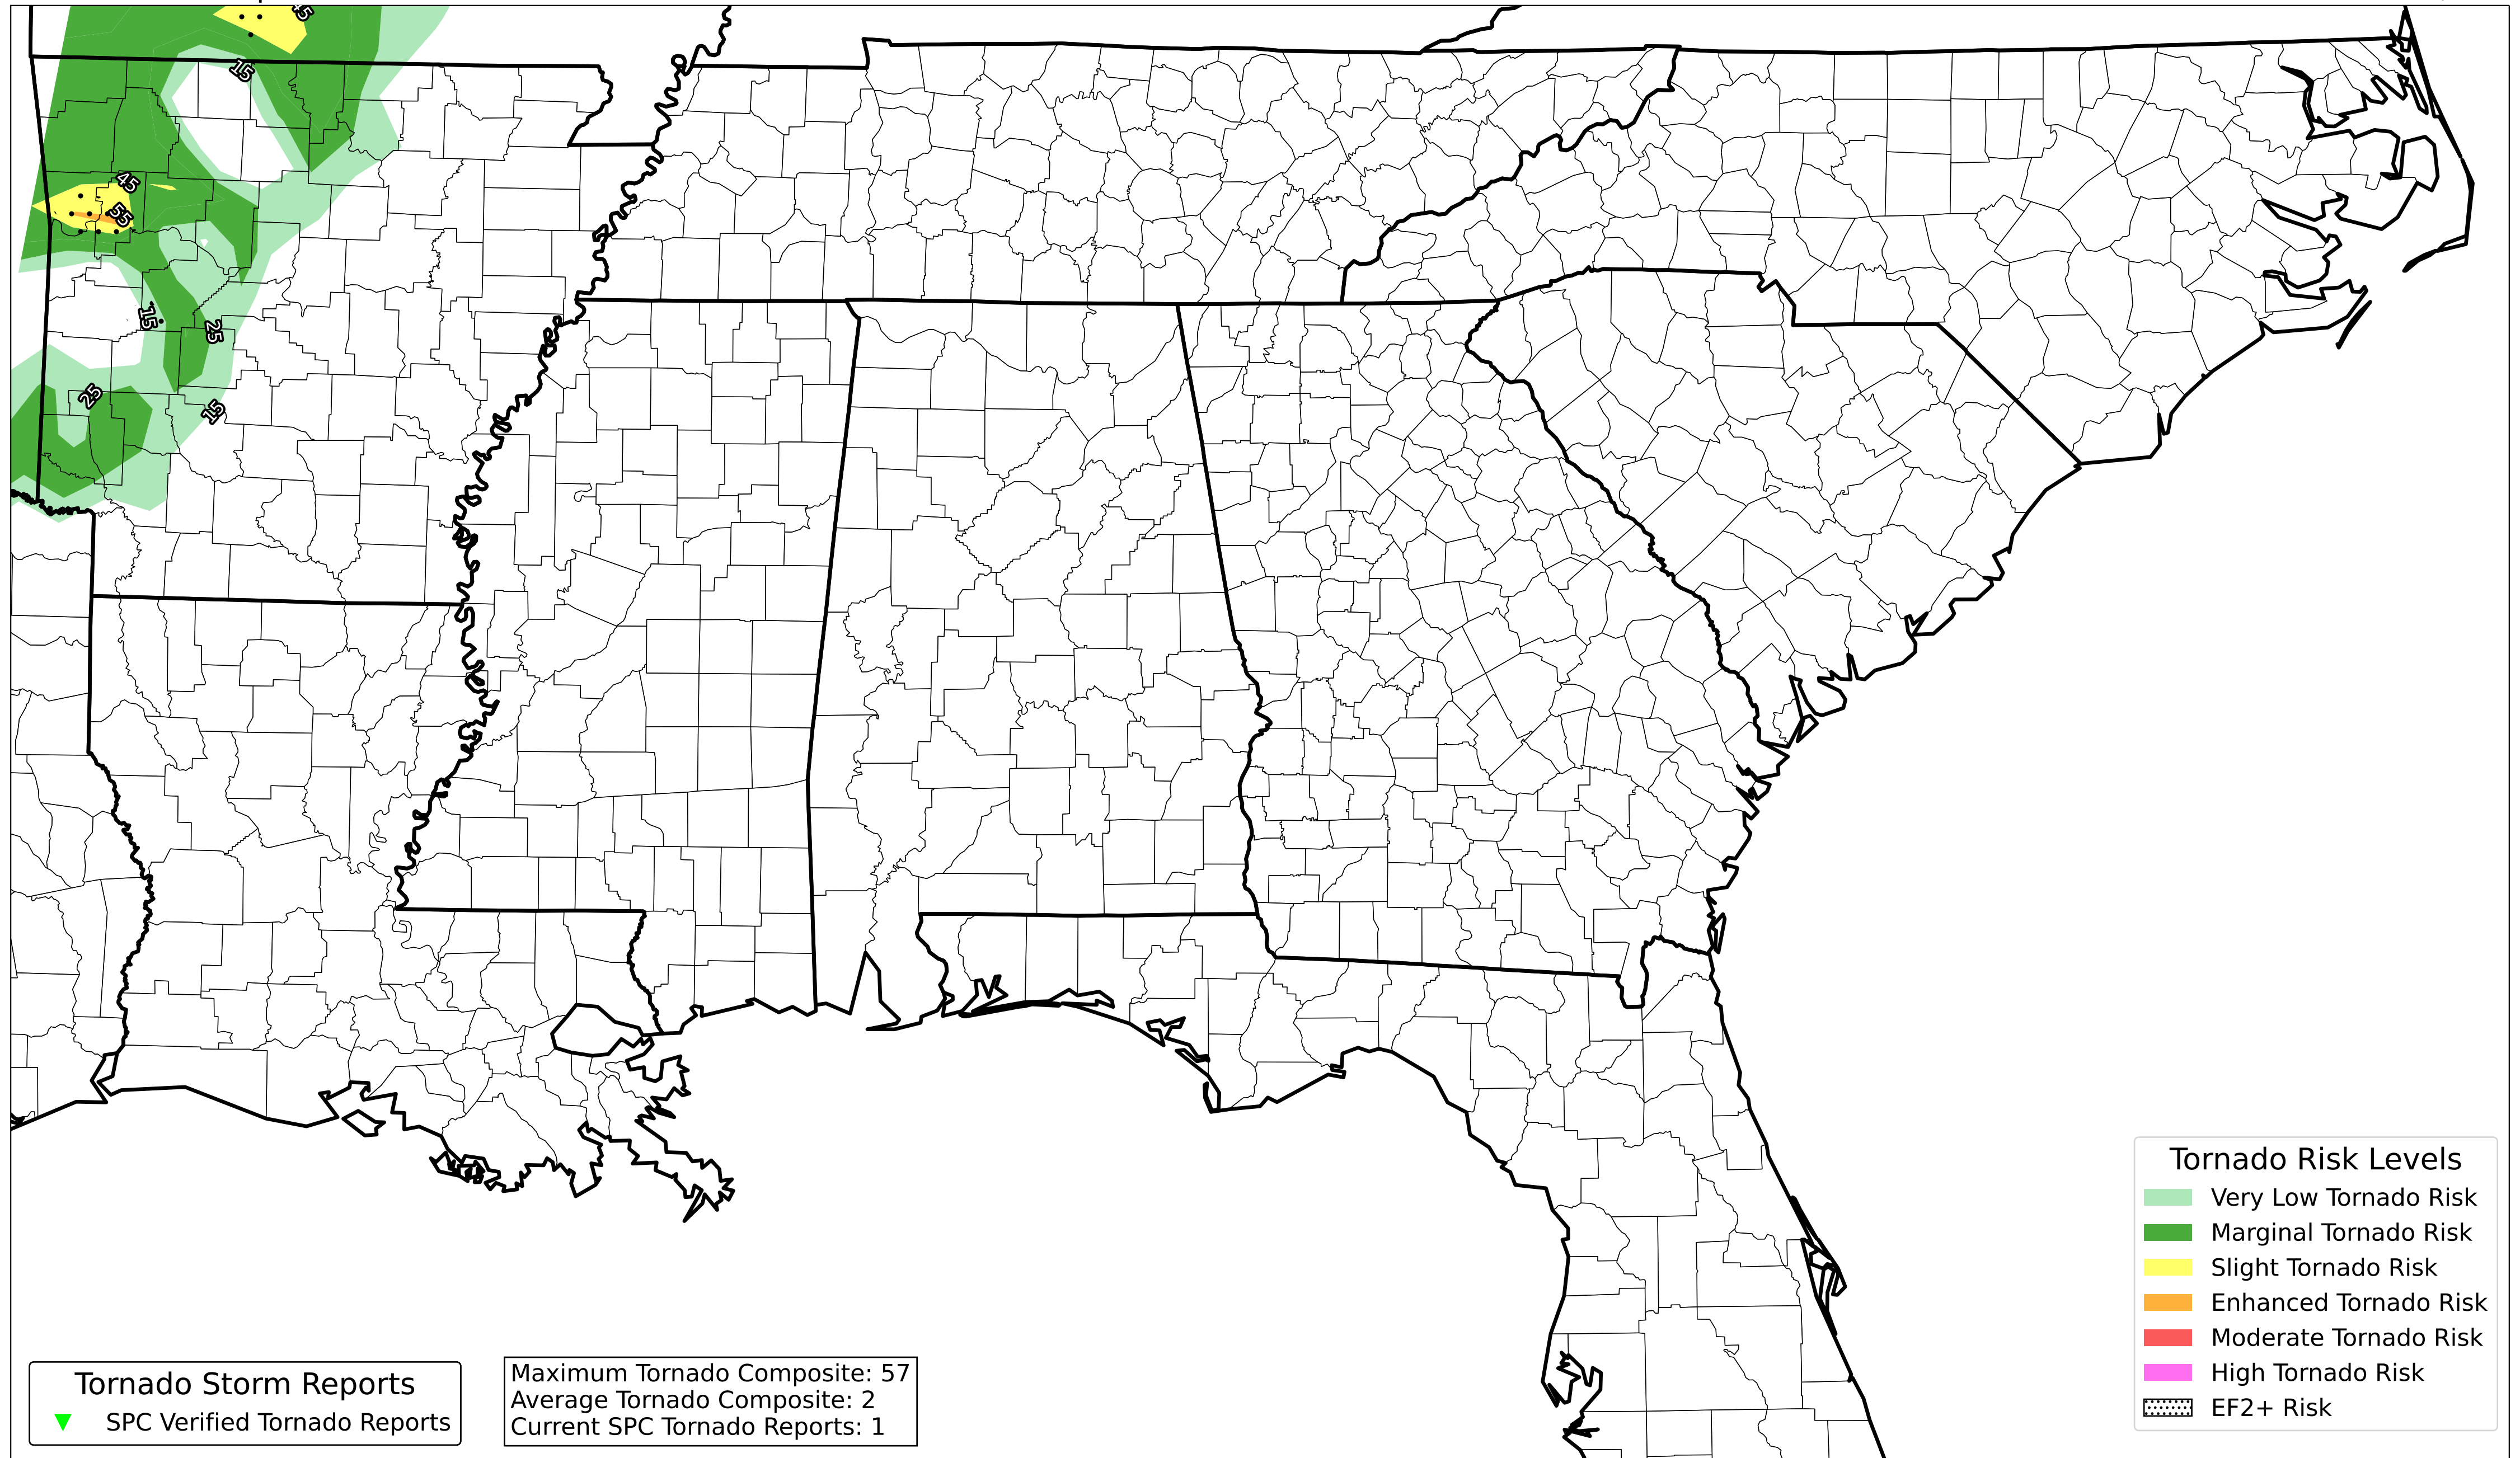 45
15
45
55
15
25
25
15
Tornado Risk Levels
Very Low Tornado Risk
Marginal Tornado Risk
Slight Tornado Risk
Enhanced Tornado Risk
Moderate Tornado Risk
High Tornado Risk
EF2+ Risk
Tornado Storm Reports
SPC Verified Tornado Reports
Maximum Tornado Composite: 57
Average Tornado Composite: 2
Current SPC Tornado Reports: 1